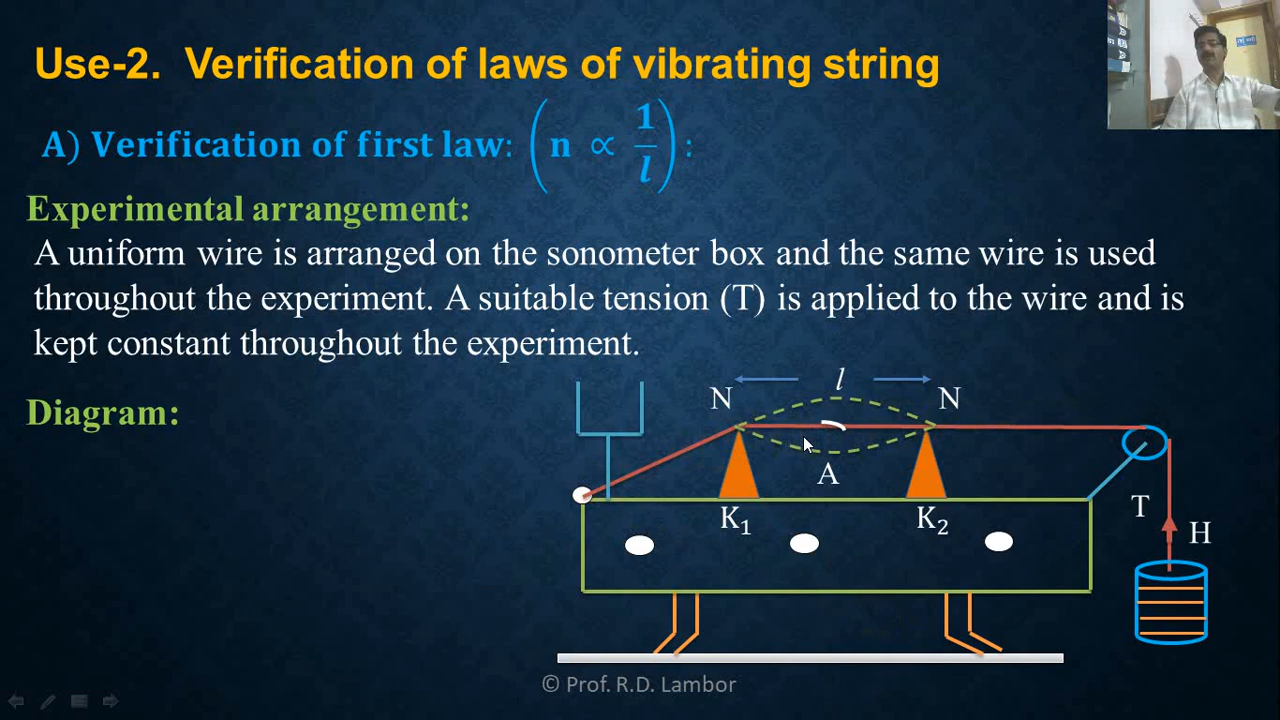 Use-2. Verification of laws of vibrating string
A) Verification of first law: (n ∝ 1/l) :
Experimental arrangement:
A uniform wire is arranged on the sonometer box and the same wire is used
throughout the experiment. A suitable tension (T) is applied to the wire and is
kept constant throughout the experiment.
Diagram:
N l N
A
K₁ K₂
T H
© Prof. R.D. Lambor